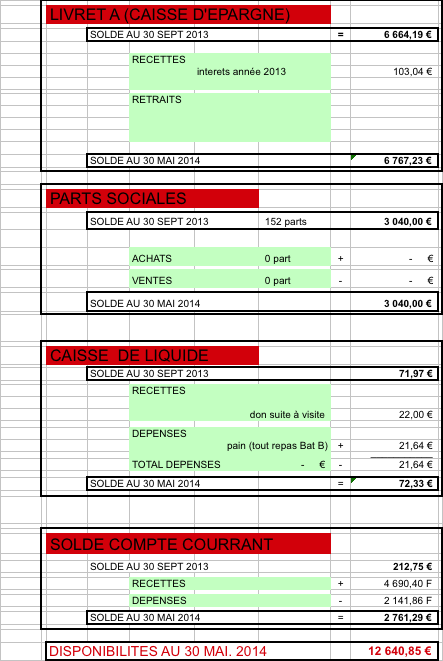 LIVRET A (CAISSE D'EPARGNE)
SOLDE AU 30 SEPT 2013 = 6 664,19 €
RECETTES
interets année 2013 103,04 €
RETRAITS
SOLDE AU 30 MAI 2014 6 767,23 €
PARTS SOCIALES
SOLDE AU 30 SEPT 2013 152 parts 3 040,00 €
ACHATS 0 part + - €
VENTES 0 part - - €
SOLDE AU 30 MAI 2014 3 040,00 €
CAISSE DE LIQUIDE
SOLDE AU 30 SEPT 2013 71,97 €
RECETTES
don suite à visite 22,00 €
DEPENSES
pain (tout repas Bat B) + 21,64 €
TOTAL DEPENSES - € - 21,64 €
SOLDE AU 30 MAI 2014 = 72,33 €
SOLDE COMPTE COURRANT
SOLDE AU 30 SEPT 2013 212,75 €
RECETTES + 4 690,40 F
DEPENSES - 2 141,86 F
SOLDE AU 30 MAI 2014 = 2 761,29 €
DISPONIBILITES AU 30 MAI. 2014 12 640,85 €